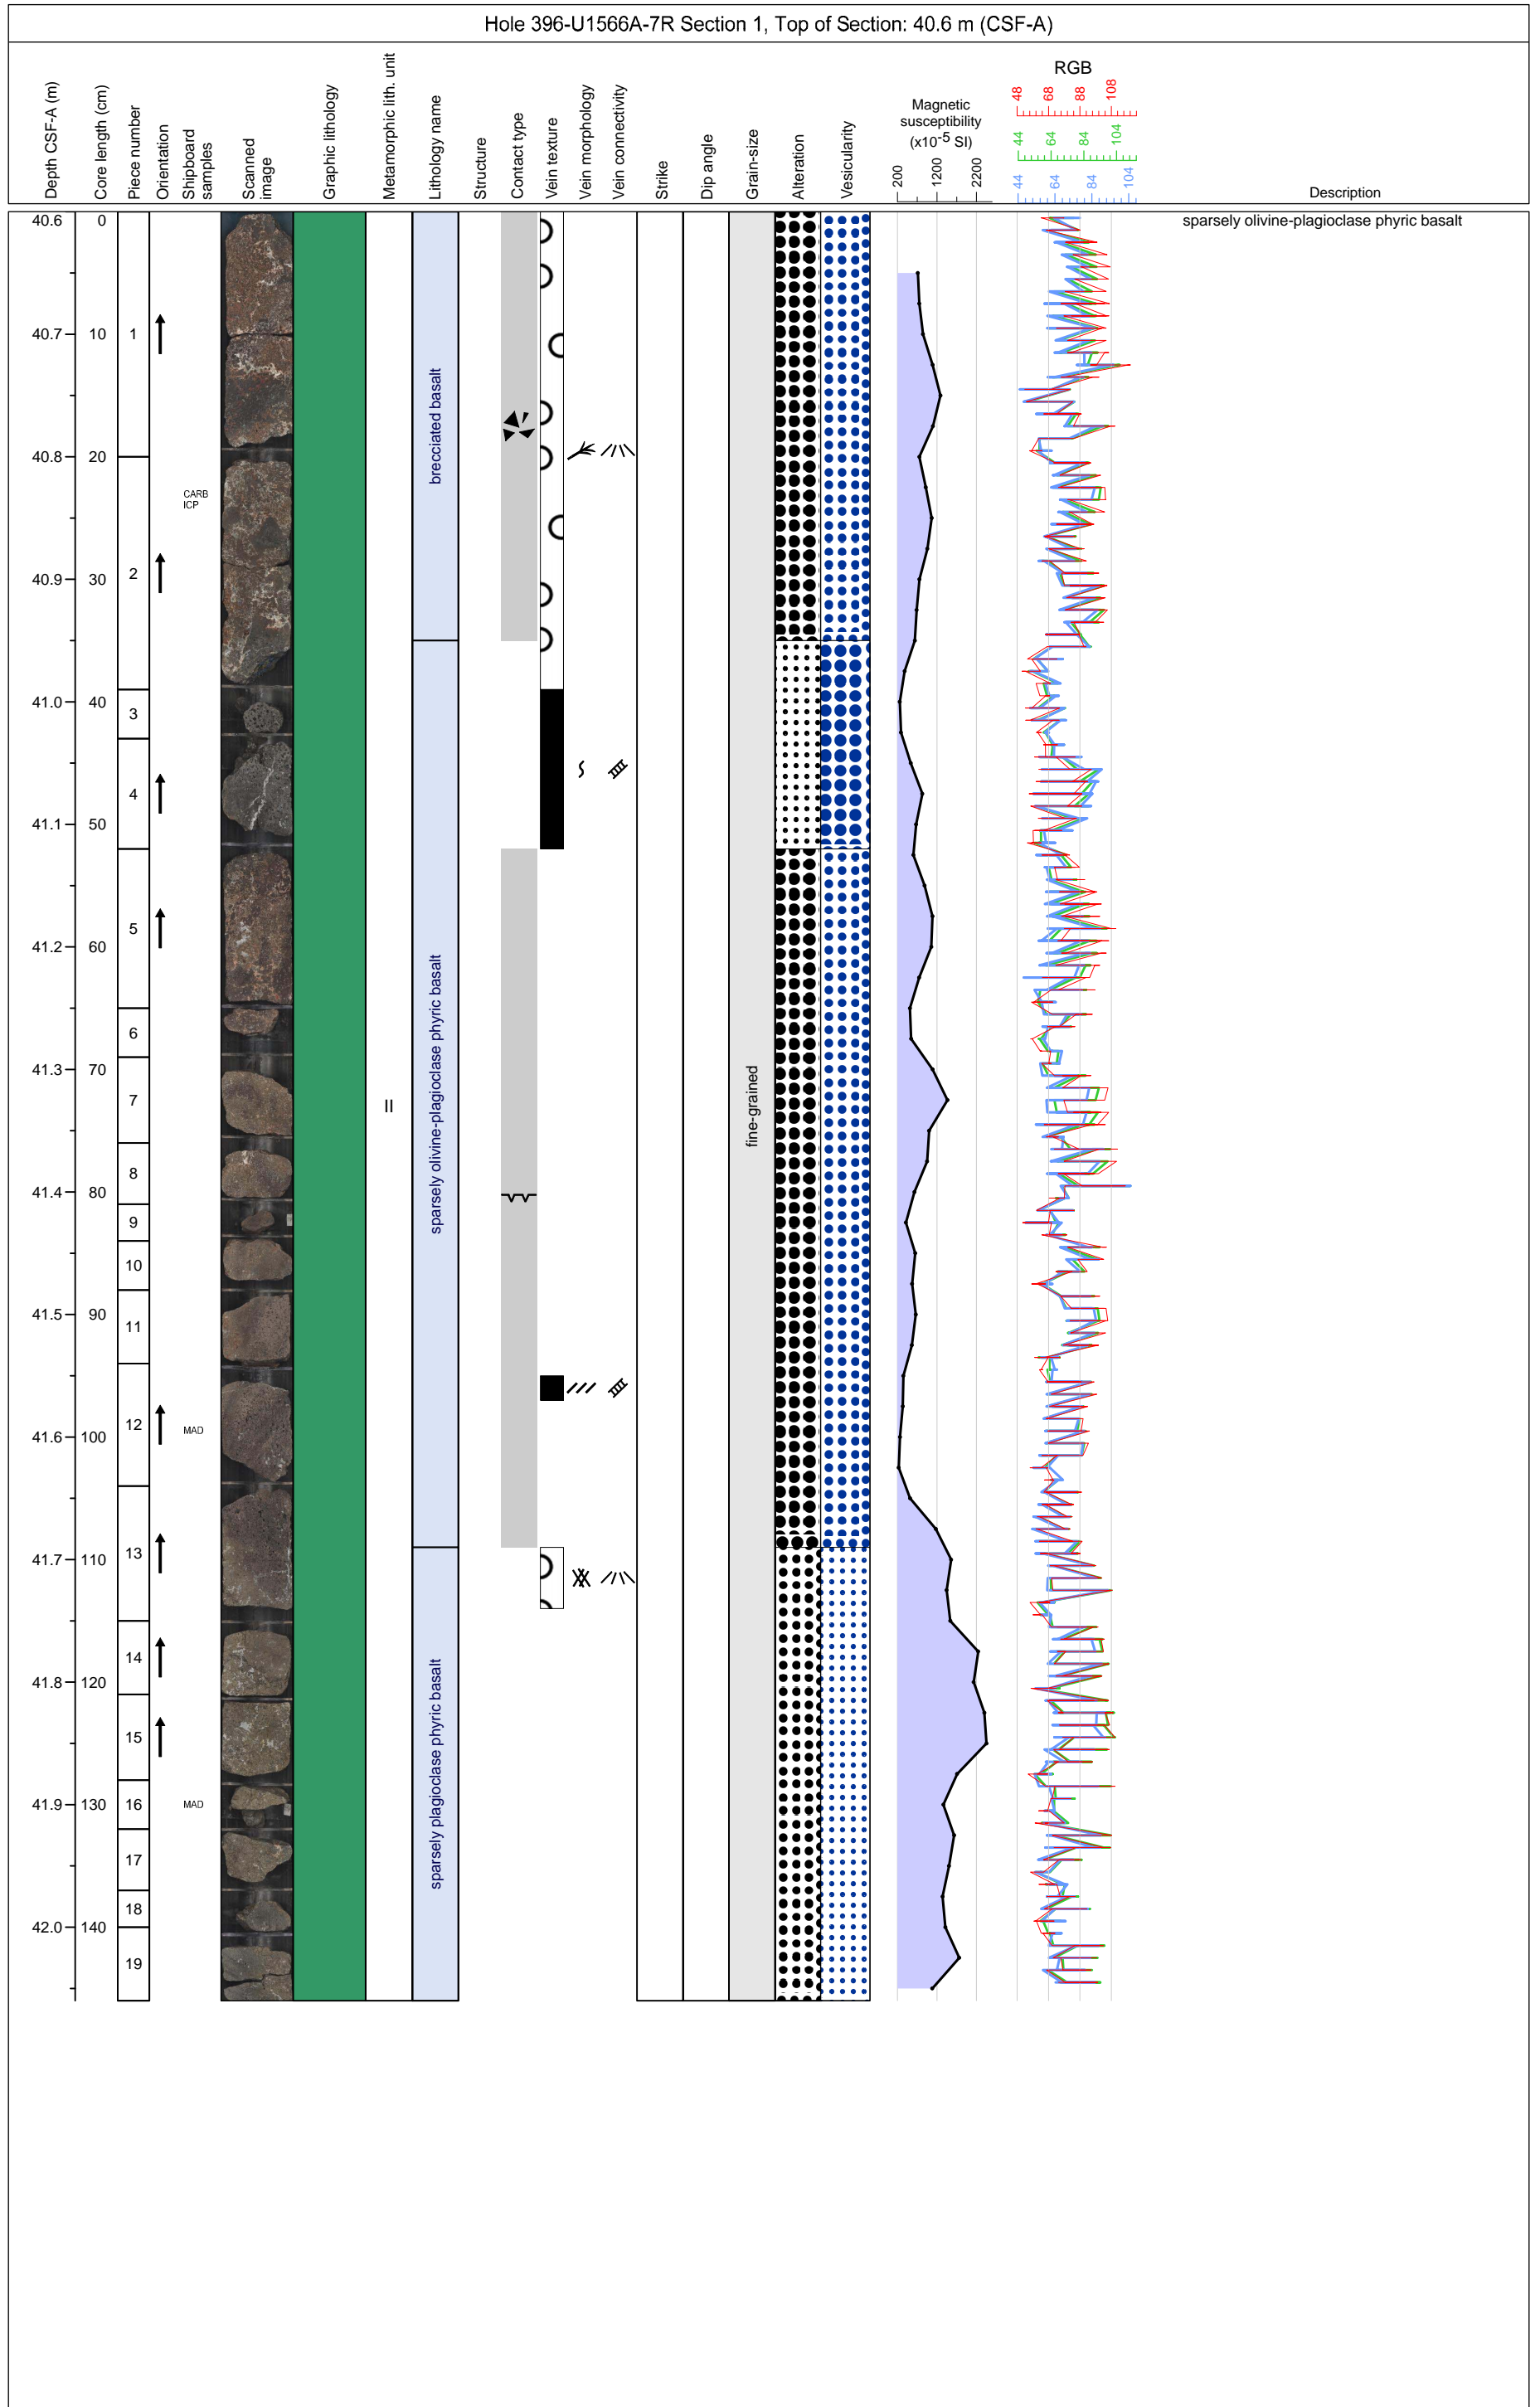 Hole 396-U1566A-7R Section 1, Top of Section: 40.6 m (CSF-A)
Depth CSF-A (m)
Core length (cm)
Piece number
Orientation
Shipboard
samples
Scanned
image
Graphic lithology
Metamorphic lith. unit
Lithology name
Structure
Contact type
Vein texture
Vein morphology
Vein connectivity
Strike
Dip angle
Grain-size
Alteration
Vesicularity
Magnetic
susceptibility
(x10-5 SI)
200 1200 2200
RGB
48 68 88 108
44 64 84 104
44 64 84 104
Description
40.6 0
sparsely olivine-plagioclase phyric basalt
40.7 10 1
brecciated basalt
40.8 20
CARB
ICP
40.9 30 2
41.0 40 3
4
41.1 50
5
41.2 60
sparsely olivine-plagioclase phyric basalt
6
41.3 70
7
II
fine-grained
8
41.4 80
9
10
41.5 90
11
12
MAD
41.6 100
41.7 110 13
14
41.8 120
sparsely plagioclase phyric basalt
15
41.9 130 16
MAD
17
18
42.0 140
19